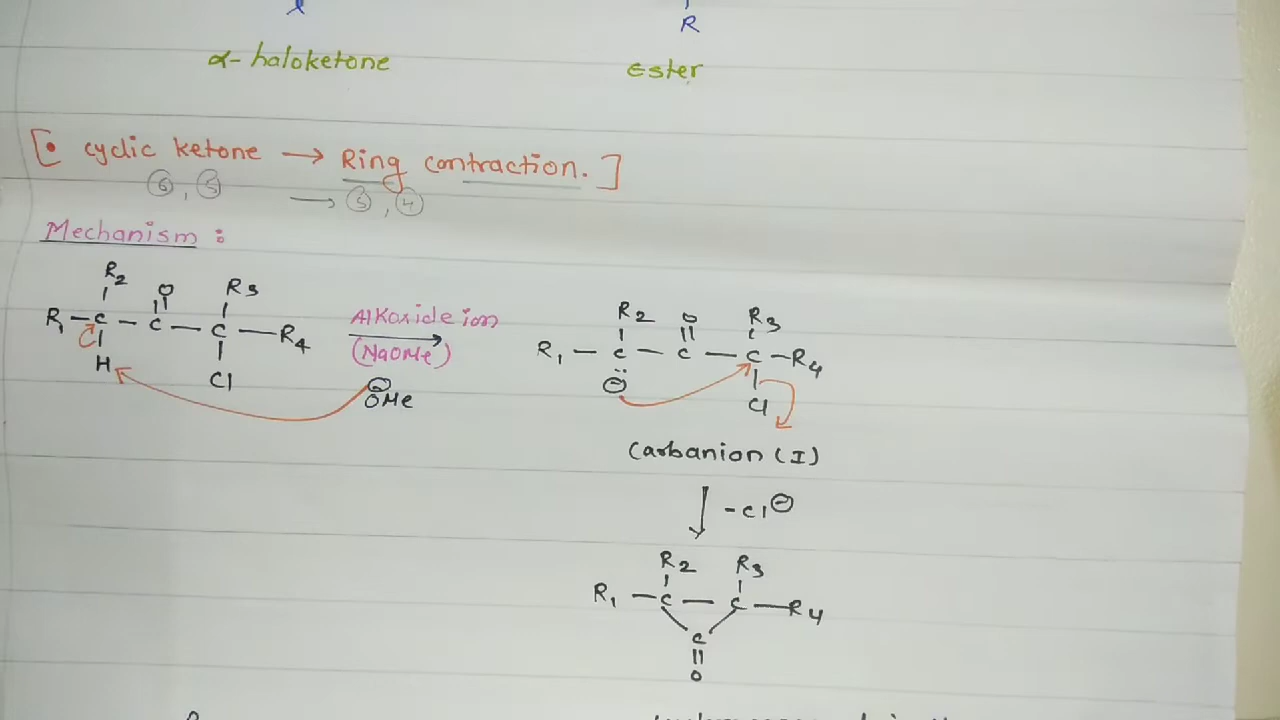 R
α- haloketone
Ester
[• cyclic ketone → Ring contraction.]
6, 5 → 5, 4
Mechanism :
R2 O R3
R1 - C - C - C - R4
H Cl
Alkoxide ion
(NaOMe)
⊖
OMe
R2 O R3
R1 - C - C - C - R4
⊖ Cl
Carbanion (I)
- Cl⊖
R2 R3
R1 - C - C - R4
C
O